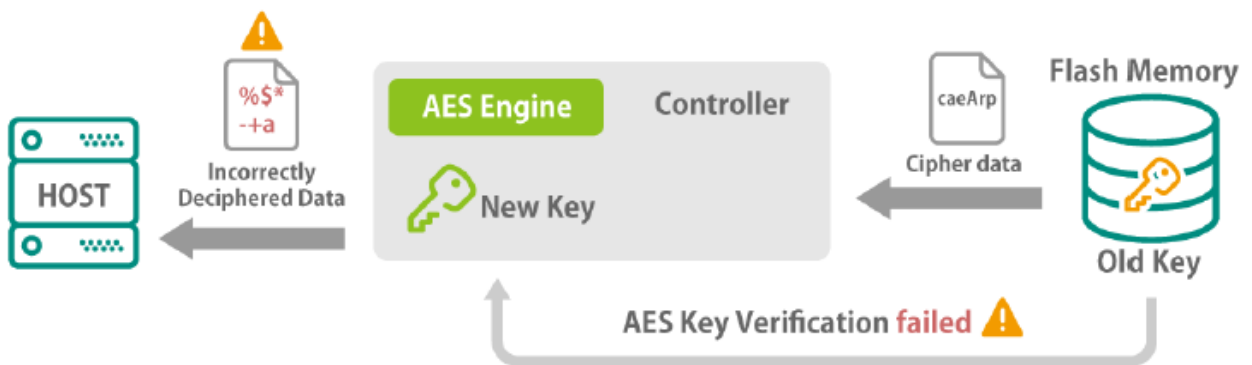 %$*
-+a
Incorrectly
Deciphered Data
HOST
AES Engine
Controller
New Key
caeArp
Cipher data
Flash Memory
Old Key
AES Key Verification failed